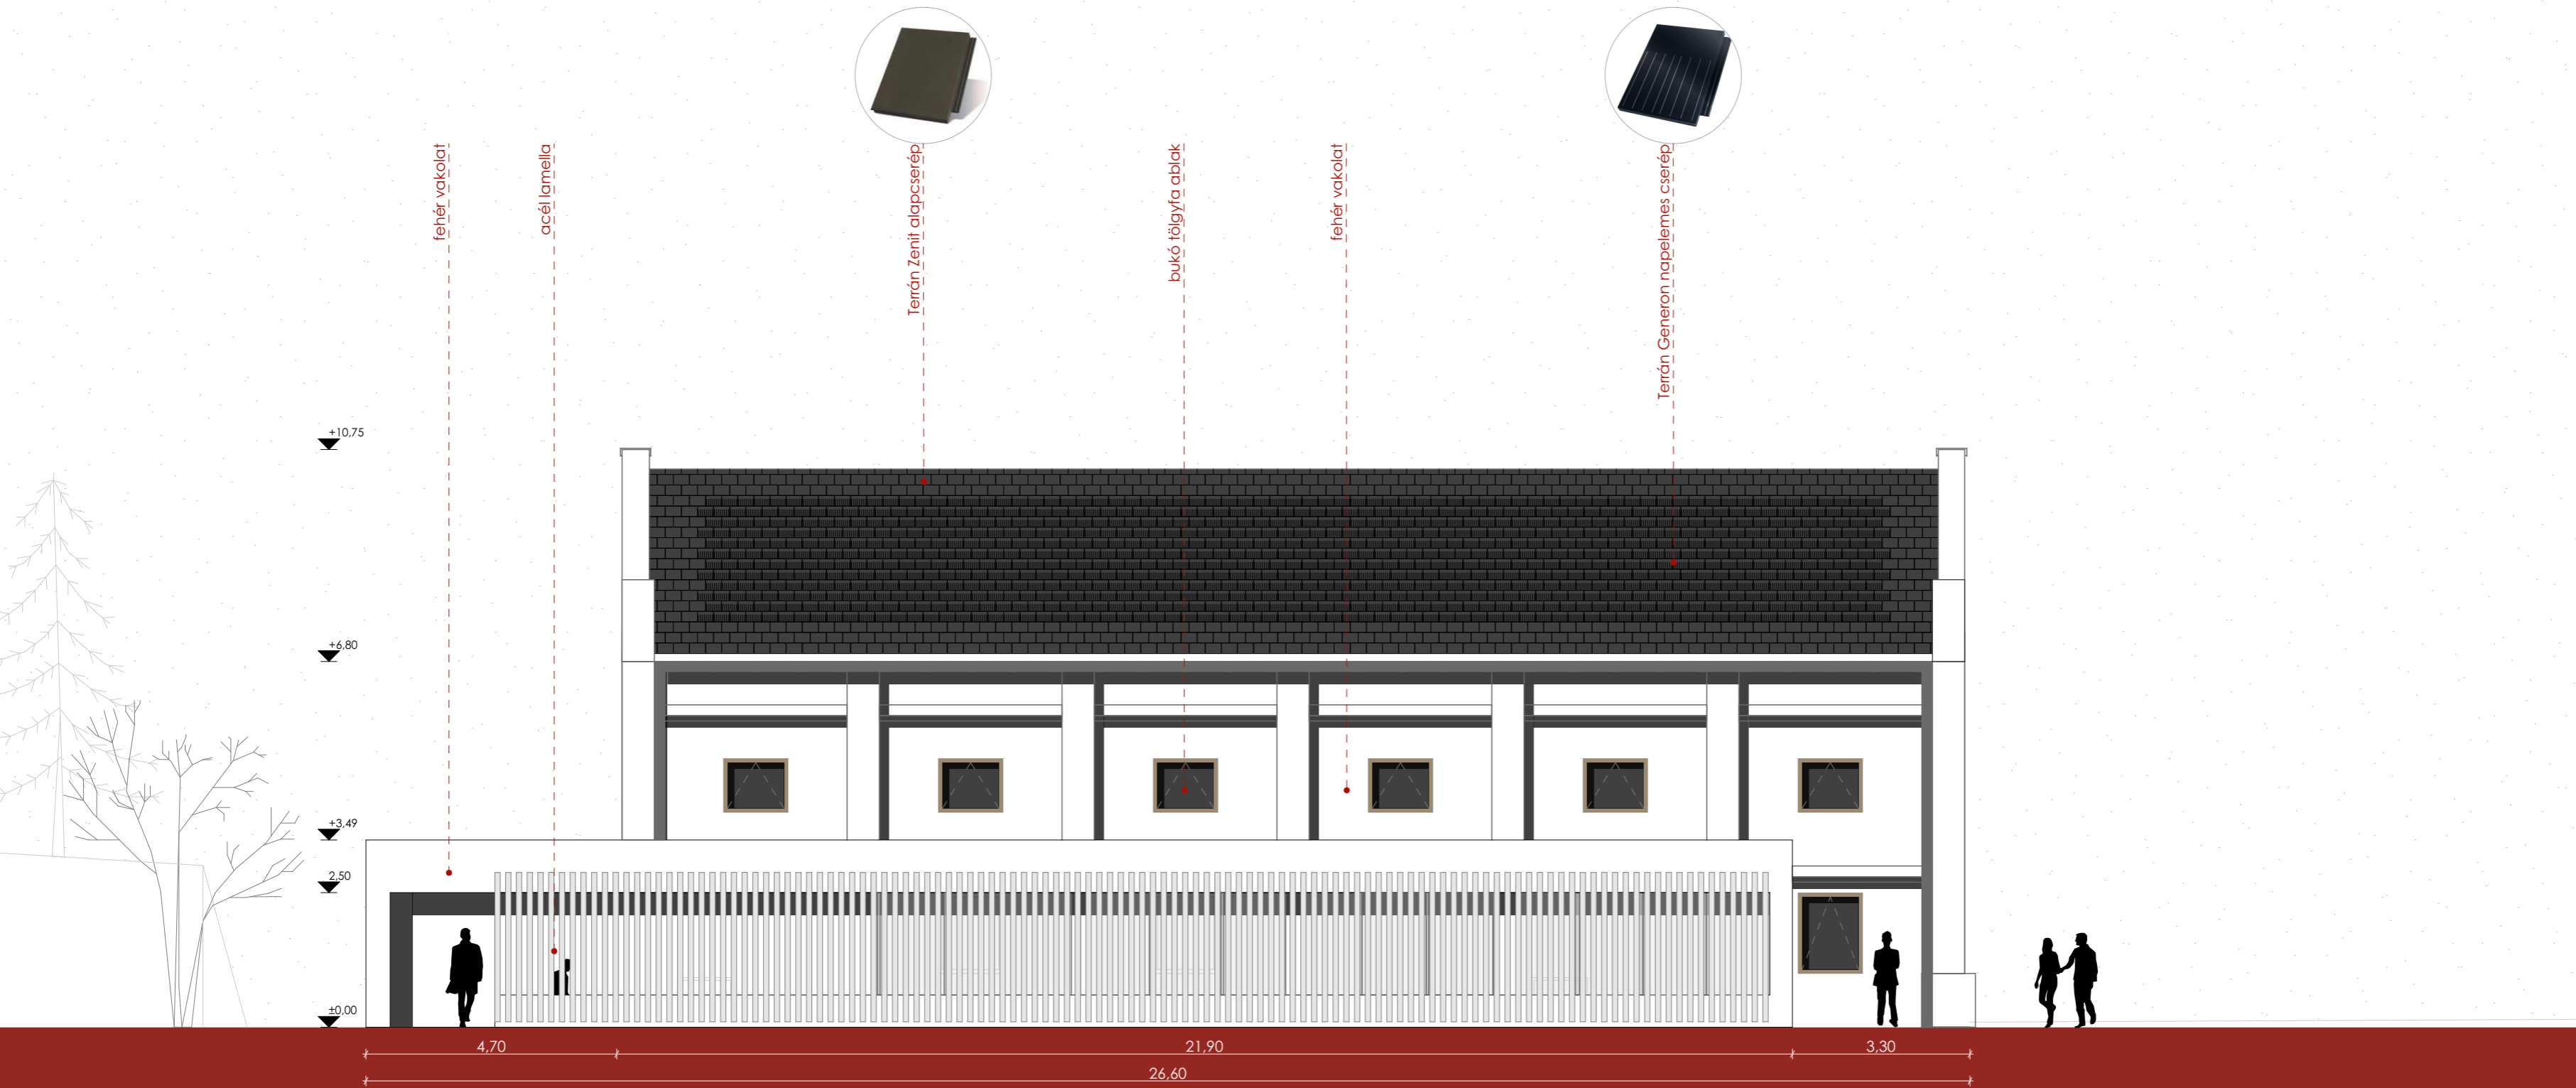 fehér vakolat
acél lamella
Terrán Zenit alapcserép
bukó tölgyfa ablak
fehér vakolat
Terrán Generon napelemes cserép
+10,75
+6,80
+3,49
2,50
±0,00
4,70
21,90
3,30
26,60